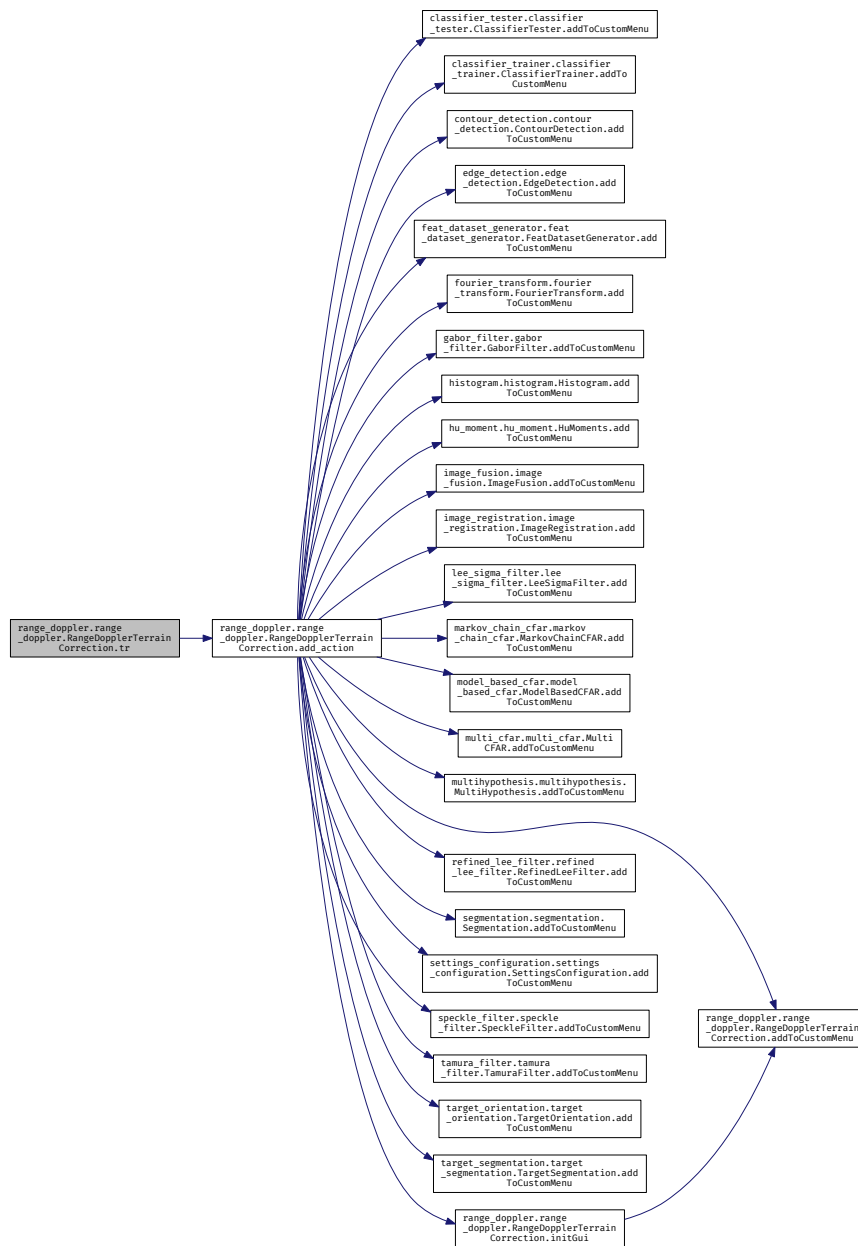 classifier_tester.classifier
_tester.ClassifierTester.addToCustomMenu
classifier_trainer.classifier
_trainer.ClassifierTrainer.addTo
CustomMenu
contour_detection.contour
_detection.ContourDetection.add
ToCustomMenu
edge_detection.edge
_detection.EdgeDetection.add
ToCustomMenu
feat_dataset_generator.feat
_dataset_generator.FeatDatasetGenerator.add
ToCustomMenu
fourier_transform.fourier
_transform.FourierTransform.add
ToCustomMenu
gabor_filter.gabor
_filter.GaborFilter.addToCustomMenu
histogram.histogram.Histogram.add
ToCustomMenu
hu_moment.hu_moment.HuMoments.add
ToCustomMenu
image_fusion.image
_fusion.ImageFusion.addToCustomMenu
image_registration.image
_registration.ImageRegistration.add
ToCustomMenu
lee_sigma_filter.lee
_sigma_filter.LeeSigmaFilter.add
ToCustomMenu
range_doppler.range
_doppler.RangeDopplerTerrain
Correction.tr
range_doppler.range
_doppler.RangeDopplerTerrain
Correction.add_action
markov_chain_cfar.markov
_chain_cfar.MarkovChainCFAR.add
ToCustomMenu
model_based_cfar.model
_based_cfar.ModelBasedCFAR.add
ToCustomMenu
multi_cfar.multi_cfar.Multi
CFAR.addToCustomMenu
multihypothesis.multihypothesis.
MultiHypothesis.addToCustomMenu
refined_lee_filter.refined
_lee_filter.RefinedLeeFilter.add
ToCustomMenu
segmentation.segmentation.
Segmentation.addToCustomMenu
settings_configuration.settings
_configuration.SettingsConfiguration.add
ToCustomMenu
speckle_filter.speckle
_filter.SpeckleFilter.addToCustomMenu
range_doppler.range
_doppler.RangeDopplerTerrain
Correction.addToCustomMenu
tamura_filter.tamura
_filter.TamuraFilter.addToCustomMenu
target_orientation.target
_orientation.TargetOrientation.add
ToCustomMenu
target_segmentation.target
_segmentation.TargetSegmentation.add
ToCustomMenu
range_doppler.range
_doppler.RangeDopplerTerrain
Correction.initGui